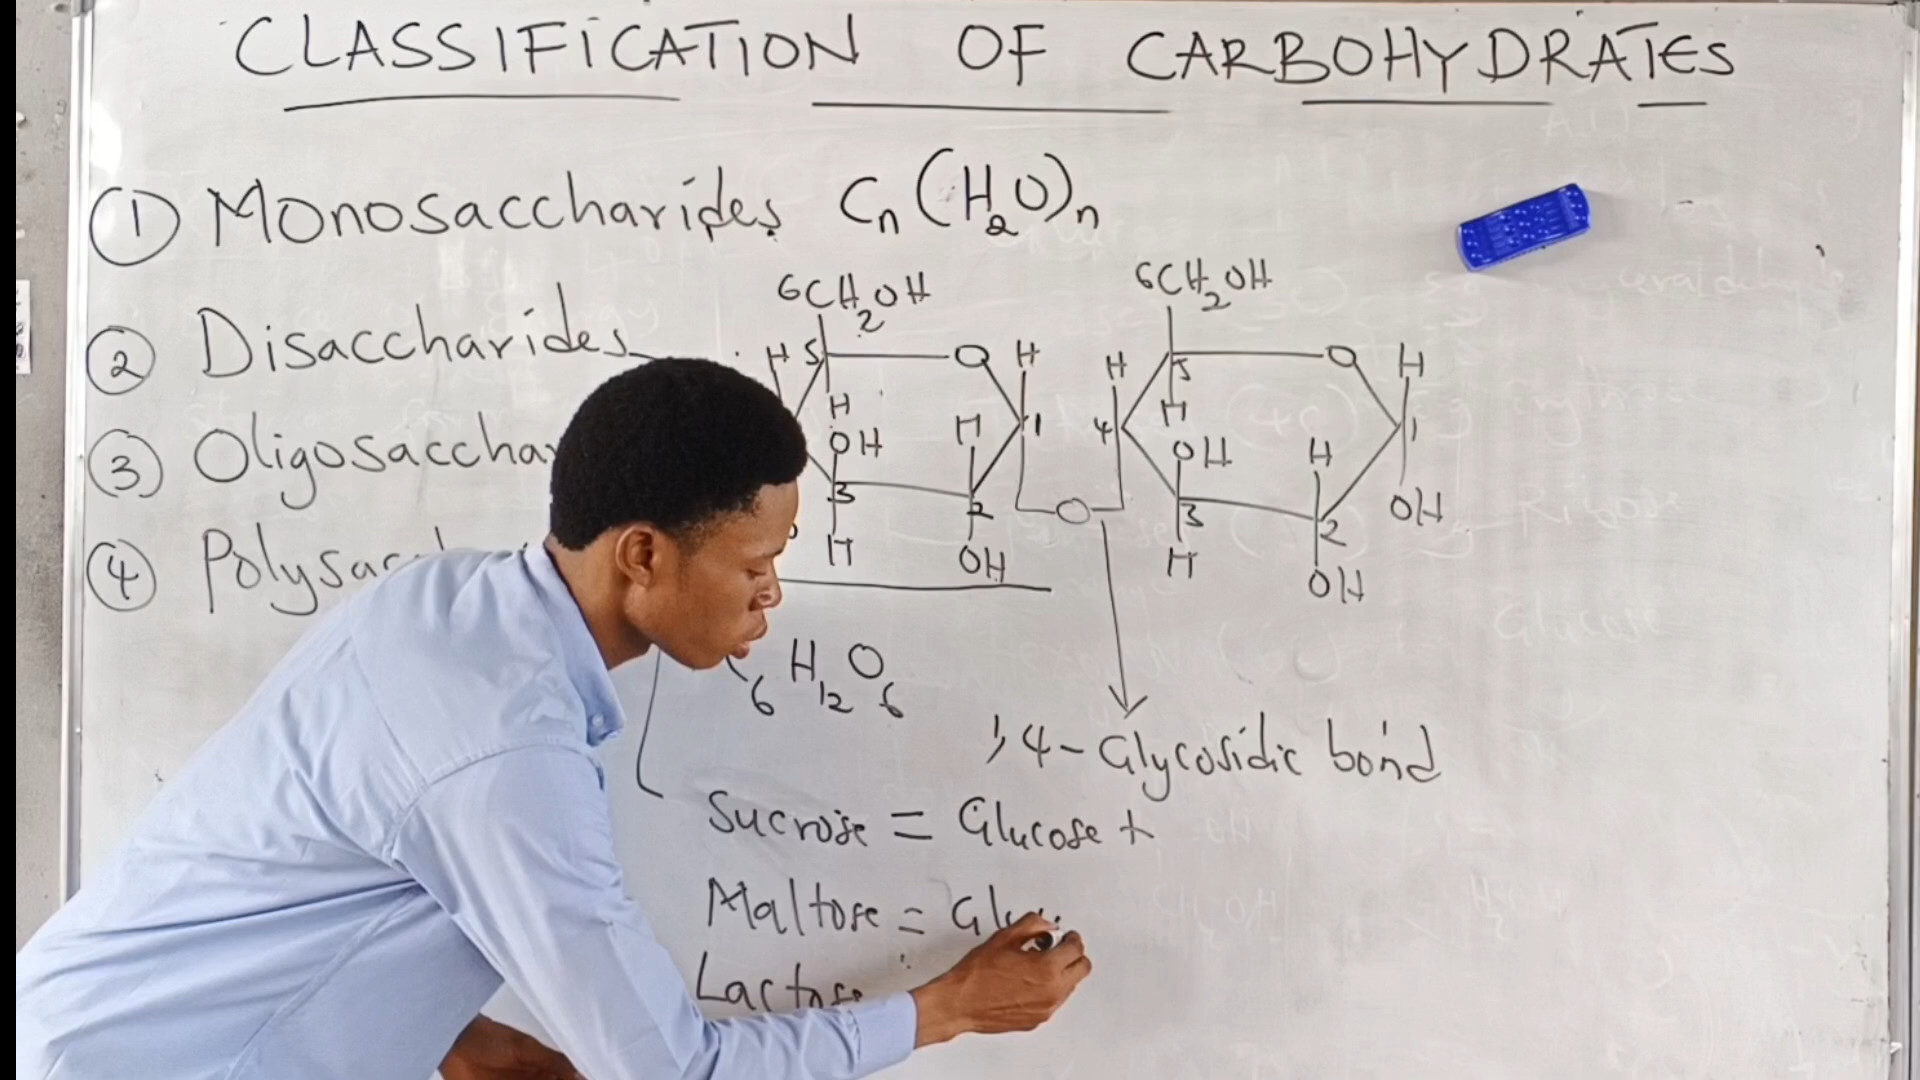 CLASSIFICATION OF CARBOHYDRATES
① Monosaccharides Cn(H2O)n
② Disaccharides
③ Oligosacchar
④ Polysac
6CH2OH 6CH2OH
H 5 O H H 5 O H
H H
OH H 1 4 OH H 1
3 2 O 3 2 OH
H OH H OH
6 H12 O6
1,4-Glycosidic bond
Sucrose = Glucose +
Maltose = Glu
Lactose